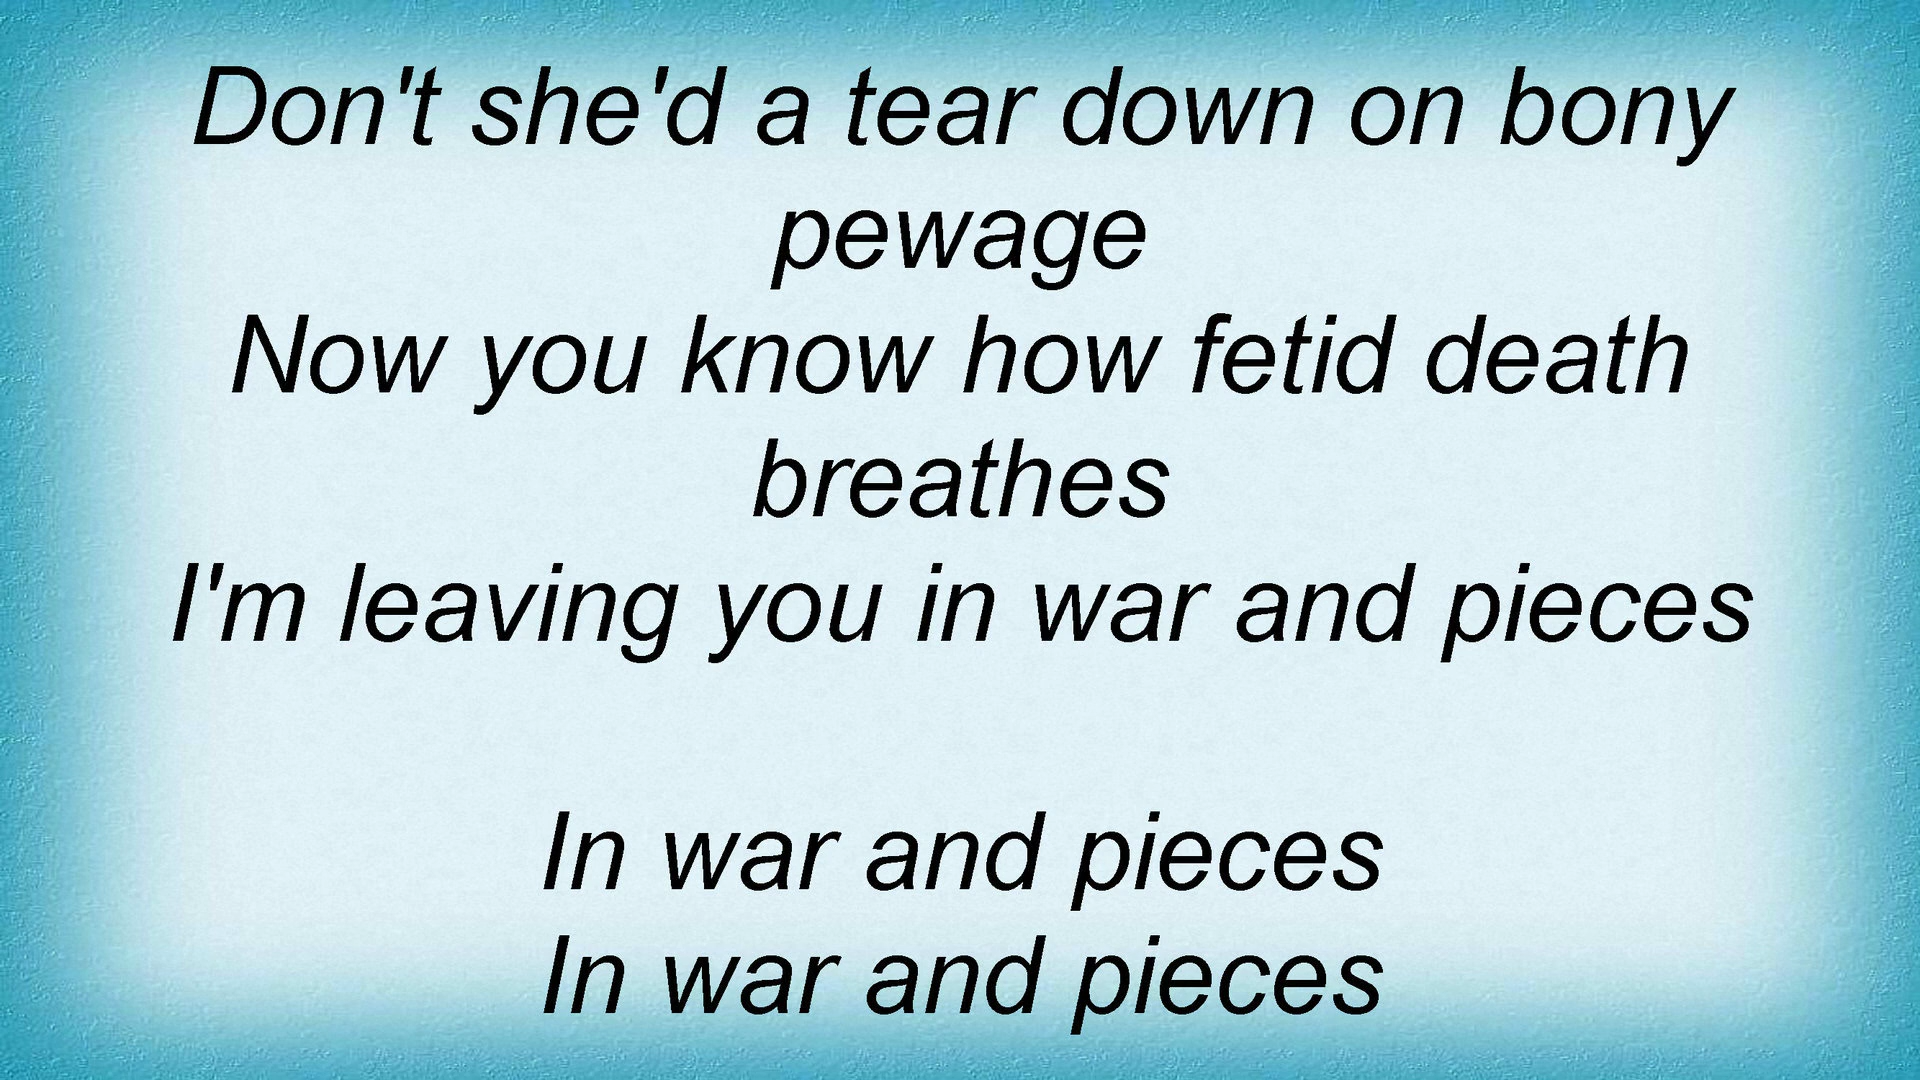 Don't she'd a tear down on bony
pewage
Now you know how fetid death
breathes
I'm leaving you in war and pieces
In war and pieces
In war and pieces